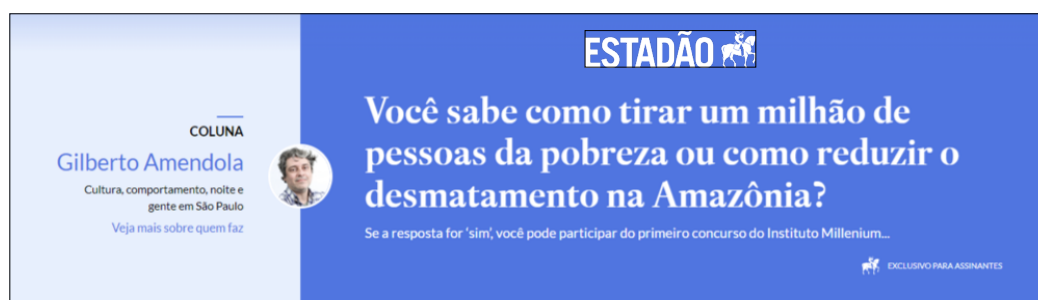 COLUNA
Gilberto Amendola
Cultura, comportamento, noite e
gente em São Paulo
Veja mais sobre quem faz
ESTADÃO
Você sabe como tirar um milhão de
pessoas da pobreza ou como reduzir o
desmatamento na Amazônia?
Se a resposta for ‘sim’, você pode participar do primeiro concurso do Instituto Millenium...
EXCLUSIVO PARA ASSINANTES